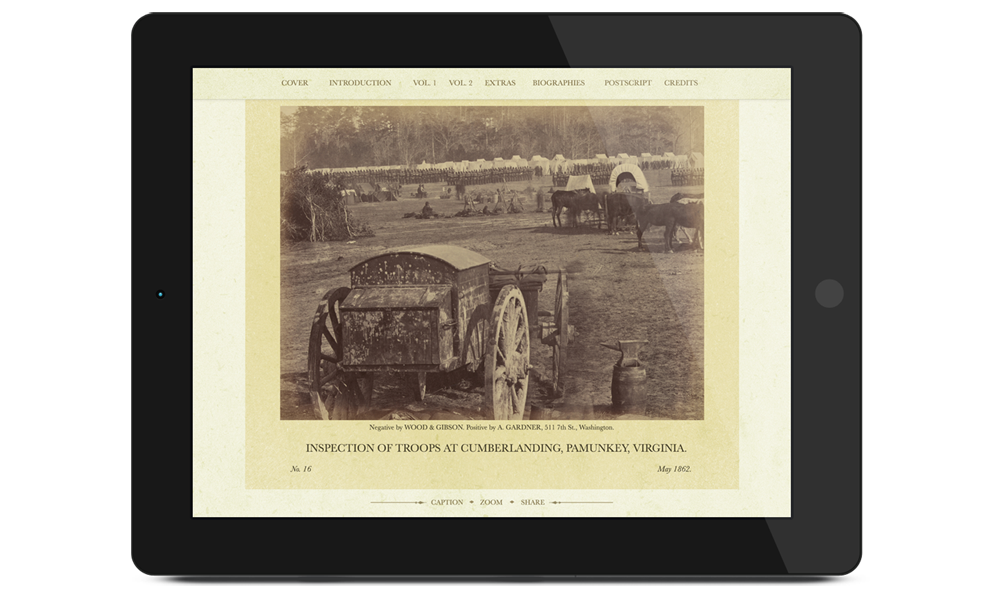 COVER INTRODUCTION VOL. 1 VOL. 2 EXTRAS BIOGRAPHIES POSTSCRIPT CREDITS
Negative by WOOD & GIBSON. Positive by A. GARDNER, 511 7th St., Washington.
INSPECTION OF TROOPS AT CUMBERLANDING, PAMUNKEY, VIRGINIA.
No. 16 May 1862.
CAPTION ZOOM SHARE